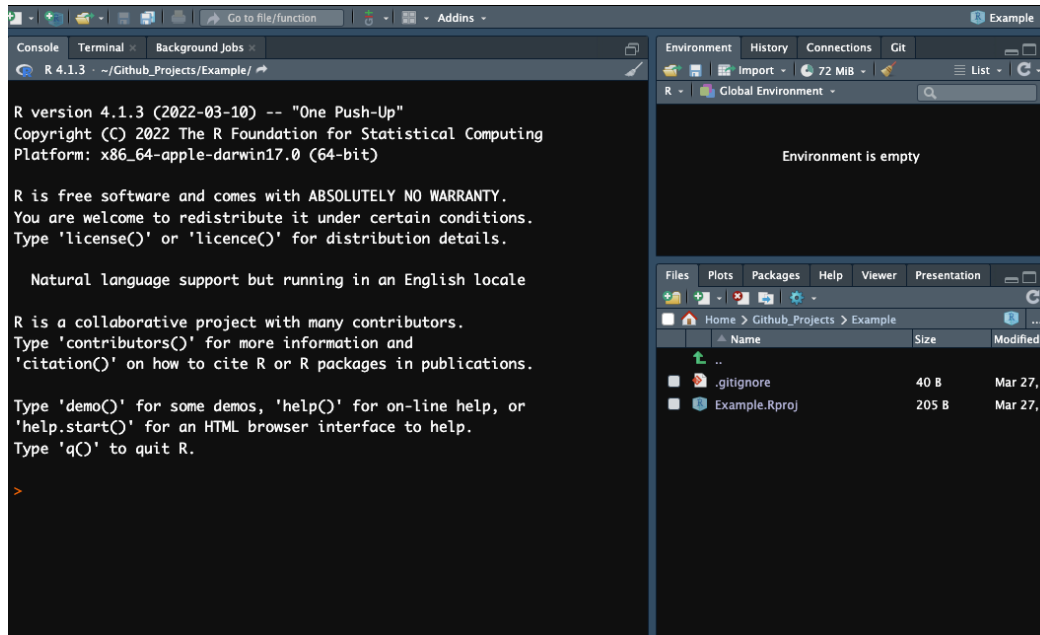 Go to file/function Addins Example
Console Terminal Background Jobs
R 4.1.3 · ~/Github_Projects/Example/
R version 4.1.3 (2022-03-10) -- "One Push-Up"
Copyright (C) 2022 The R Foundation for Statistical Computing
Platform: x86_64-apple-darwin17.0 (64-bit)
R is free software and comes with ABSOLUTELY NO WARRANTY.
You are welcome to redistribute it under certain conditions.
Type 'license()' or 'licence()' for distribution details.
Natural language support but running in an English locale
R is a collaborative project with many contributors.
Type 'contributors()' for more information and
'citation()' on how to cite R or R packages in publications.
Type 'demo()' for some demos, 'help()' for on-line help, or
'help.start()' for an HTML browser interface to help.
Type 'q()' to quit R.
>
Environment History Connections Git
Import 72 MiB List
R Global Environment
Environment is empty
Files Plots Packages Help Viewer Presentation
Home > Github_Projects > Example ...
Name Size Modified
..
.gitignore 40 B Mar 27,
Example.Rproj 205 B Mar 27,